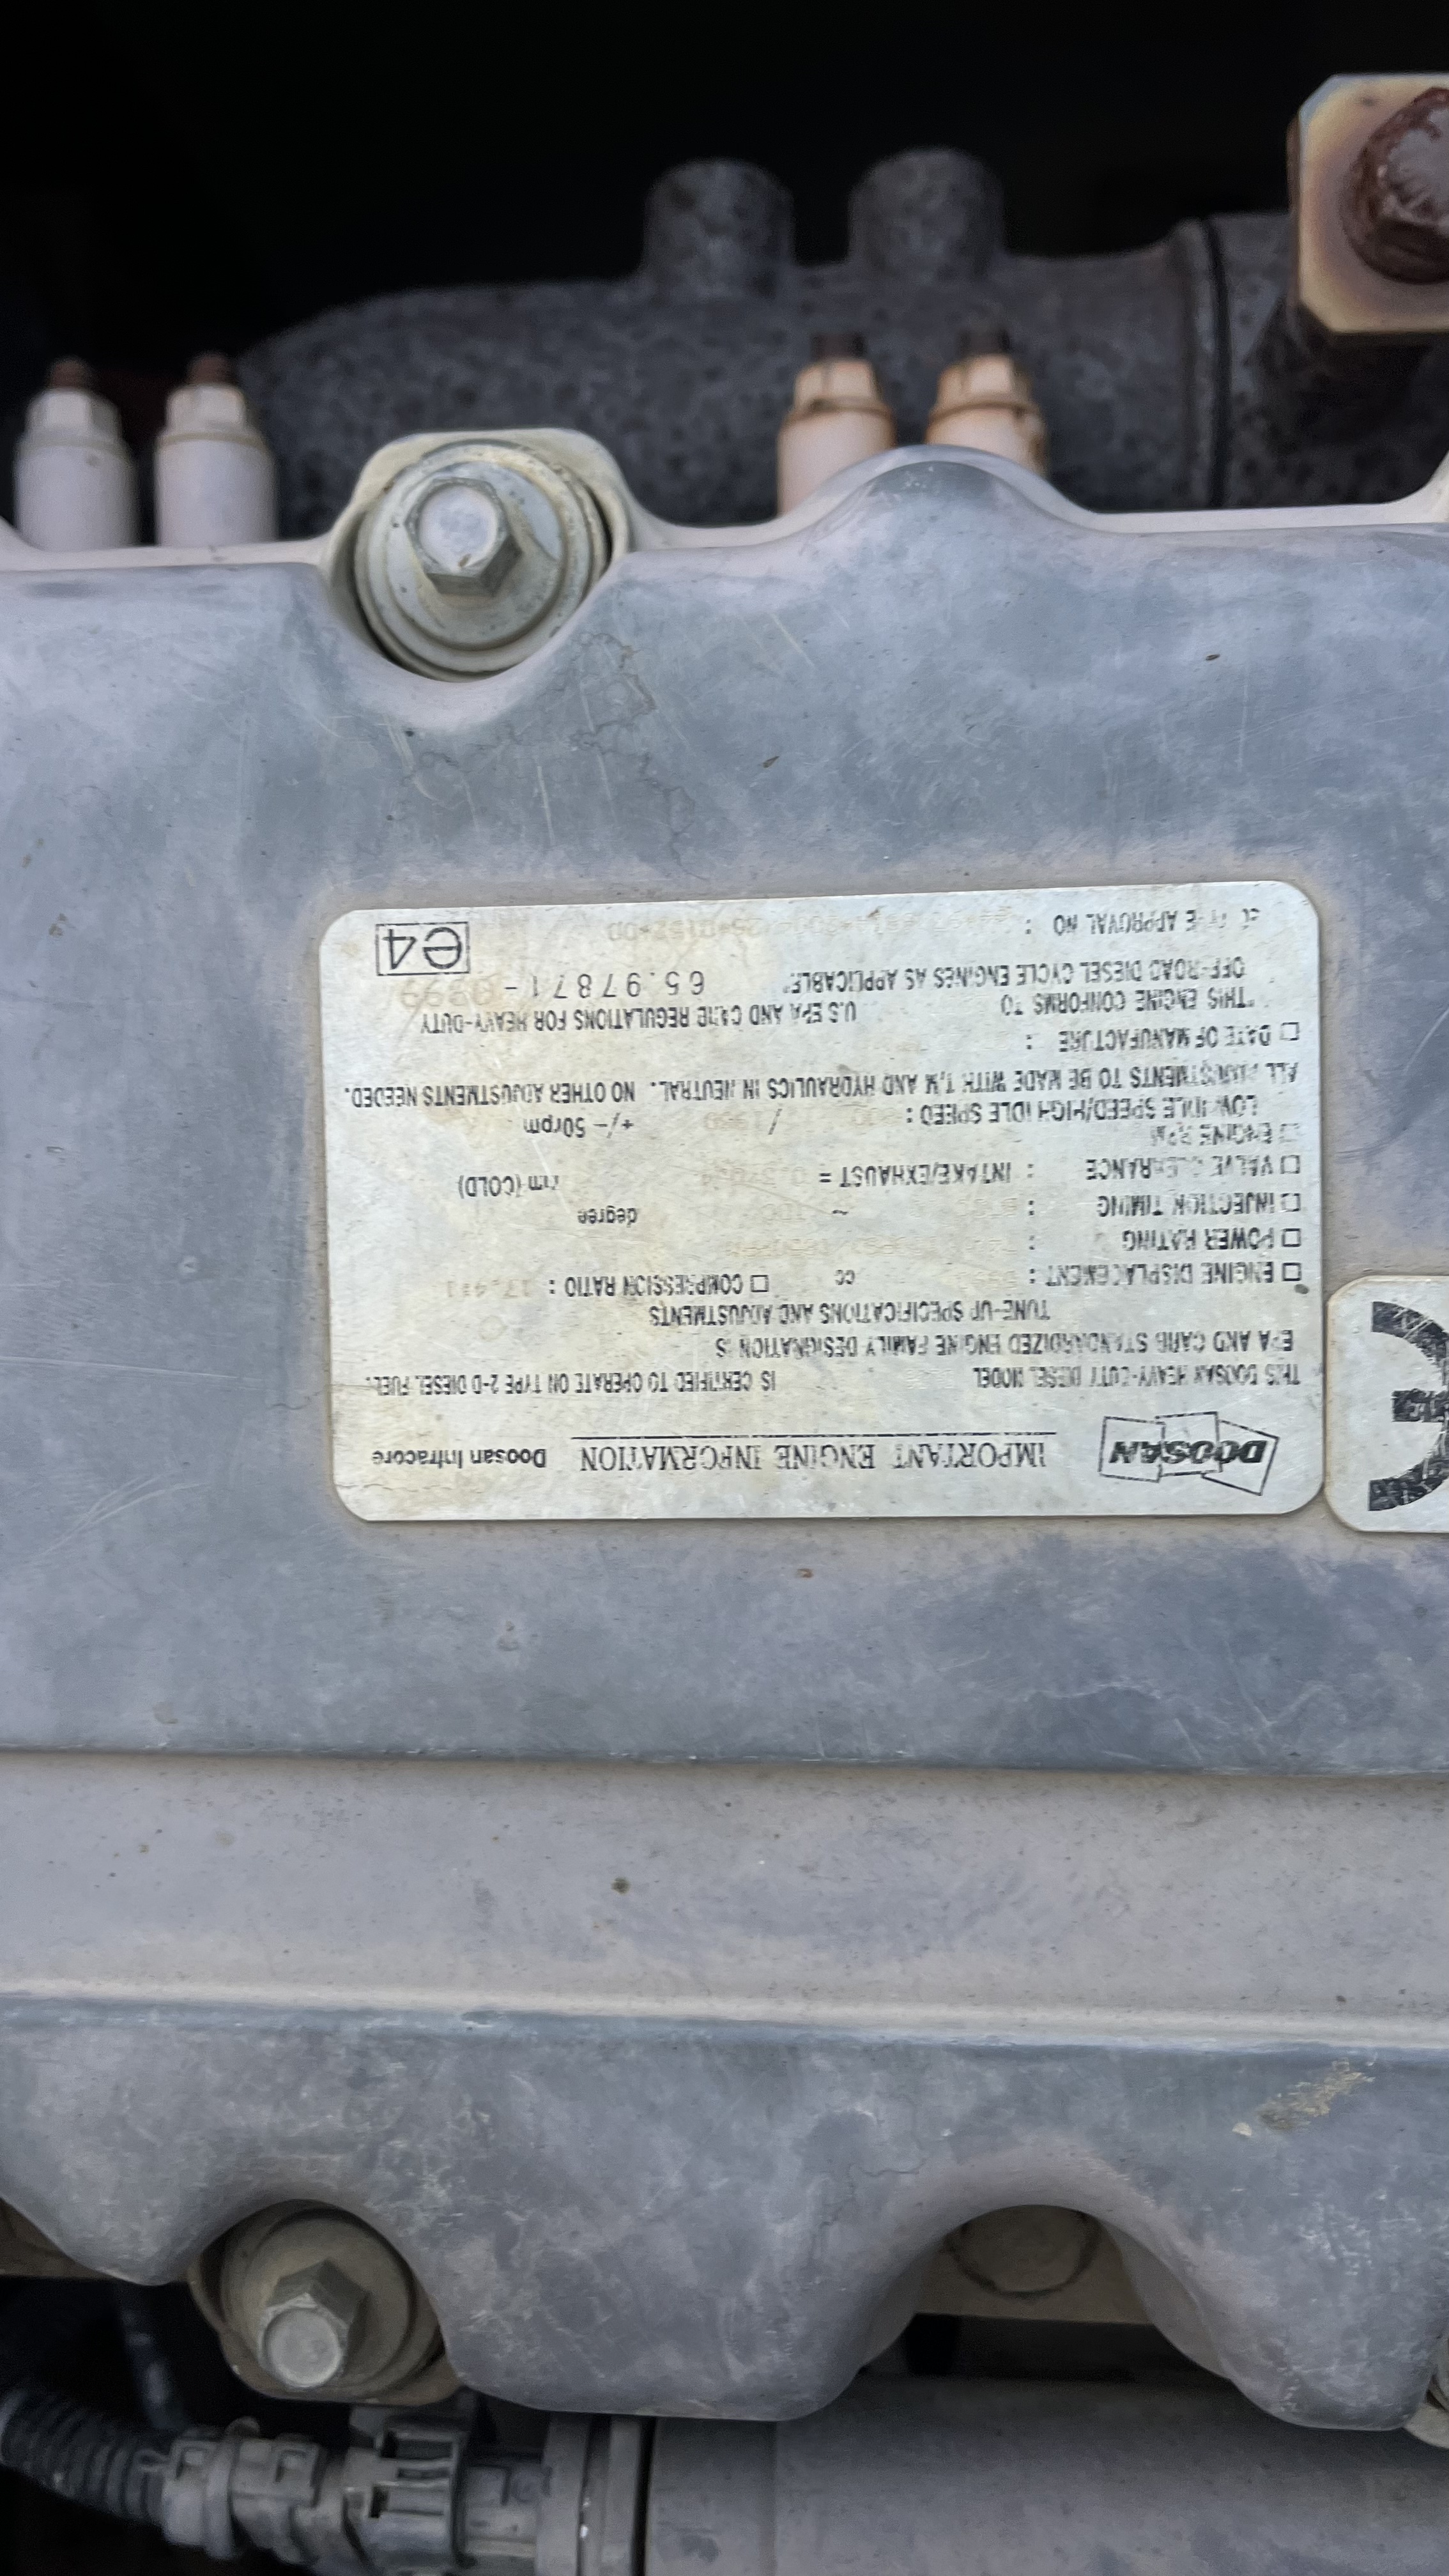 DOOSAN IMPORTANT ENGINE INFORMATION Doosan Infracore
THIS DOOSAN HEAVY-DUTY DIESEL MODEL IS CERTIFIED TO OPERATE ON TYPE 2-D DIESEL FUEL.
EPA AND CARB STANDARDIZED ENGINE FAMILY DESIGNATION IS
TUNE-UP SPECIFICATIONS AND ADJUSTMENTS
□ ENGINE DISPLACEMENT : cc □ COMPRESSION RATIO :
□ POWER RATING :
□ INJECTION TIMING : ~ degree
□ VALVE CLEARANCE : INTAKE/EXHAUST = mm (COLD)
□ ENGINE RPM
LOW IDLE SPEED/HIGH IDLE SPEED : / +/- 50rpm
ALL ADJUSTMENTS TO BE MADE WITH T/M AND HYDRAULICS IN NEUTRAL. NO OTHER ADJUSTMENTS NEEDED.
□ DATE OF MANUFACTURE :
"THIS ENGINE CONFORMS TO U.S EPA AND CARB REGULATIONS FOR HEAVY-DUTY
OFF-ROAD DIESEL CYCLE ENGINES AS APPLICABLE." 65.97871-
TYPE APPROVAL NO :
e4
CE